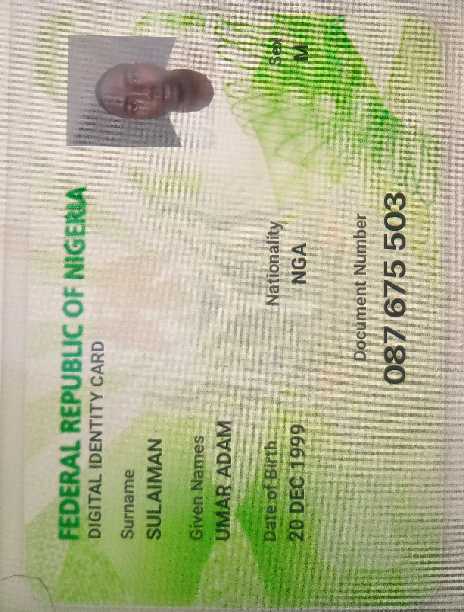 FEDERAL REPUBLIC OF NIGERIA
DIGITAL IDENTITY CARD
Surname
SULAIMAN
Given Names
UMAR ADAM
Date of Birth
20 DEC 1999
Nationality
NGA
Sex
M
Document Number
087 675 503